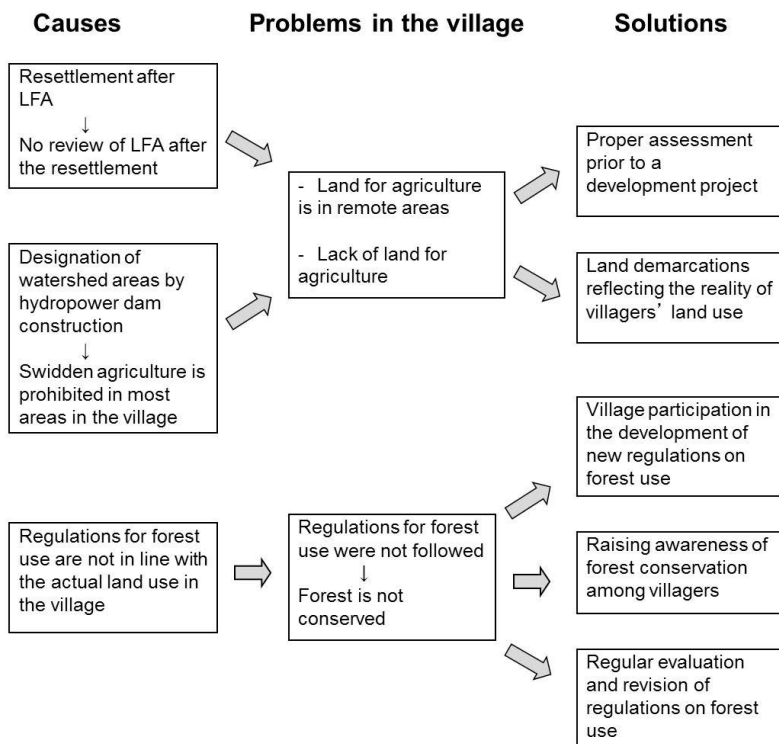 Causes
Problems in the village
Solutions
Resettlement after
LFA
↓
No review of LFA after
the resettlement
Designation of
watershed areas by
hydropower dam
construction
↓
Swidden agriculture is
prohibited in most
areas in the village
Regulations for forest
use are not in line with
the actual land use in
the village
- Land for agriculture
is in remote areas
- Lack of land for
agriculture
Regulations for forest
use were not followed
↓
Forest is not
conserved
Proper assessment
prior to a
development project
Land demarcations
reflecting the reality of
villagers’ land use
Village participation in
the development of
new regulations on
forest use
Raising awareness of
forest conservation
among villagers
Regular evaluation
and revision of
regulations on forest
use